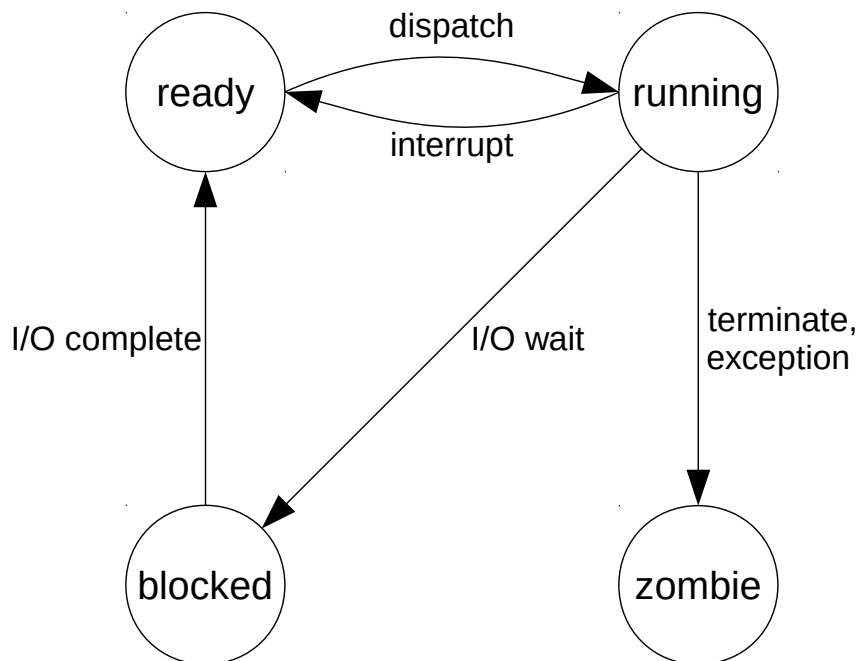 dispatch
ready
running
interrupt
I/O complete
I/O wait
terminate,
exception
blocked
zombie